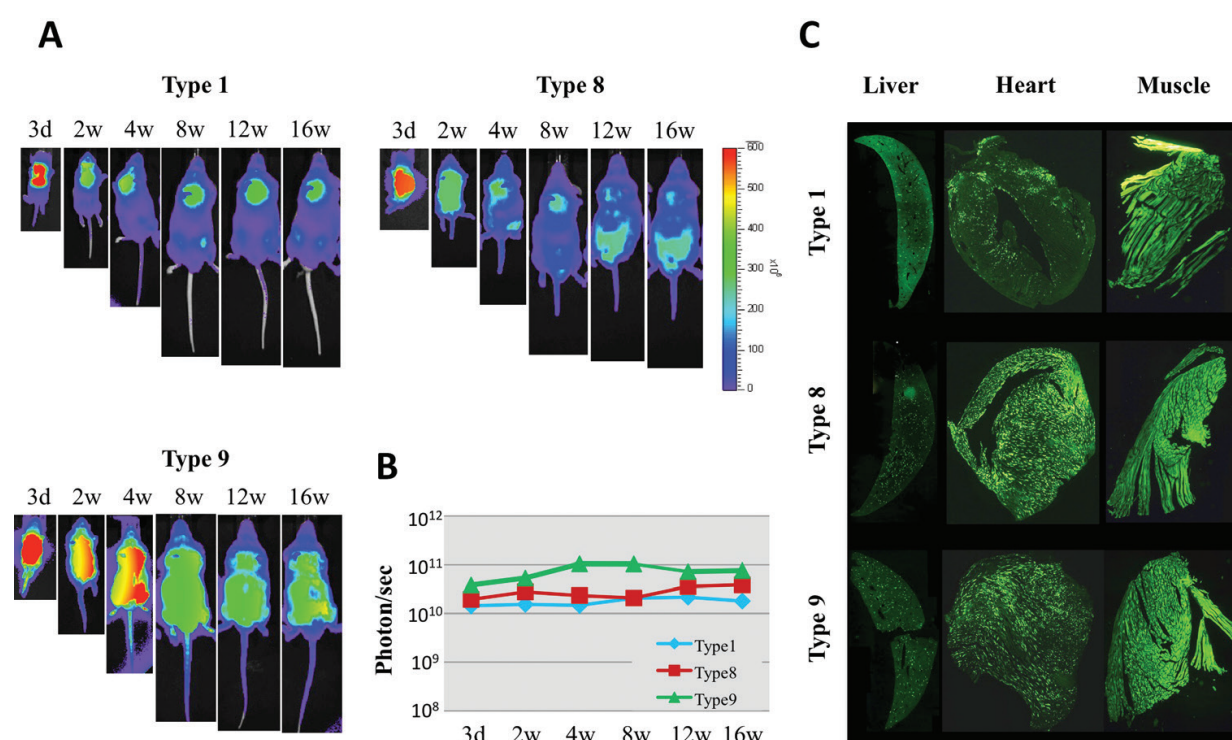 A
Type 1
3d 2w 4w 8w 12w 16w
Type 8
3d 2w 4w 8w 12w 16w
600
500
400
300
200
100
0
x10⁶
Type 9
3d 2w 4w 8w 12w 16w
B
Photon/sec
10¹²
10¹¹
10¹⁰
10⁹
10⁸
Type1
Type8
Type9
3d 2w 4w 8w 12w 16w
C
Liver Heart Muscle
Type 1
Type 8
Type 9